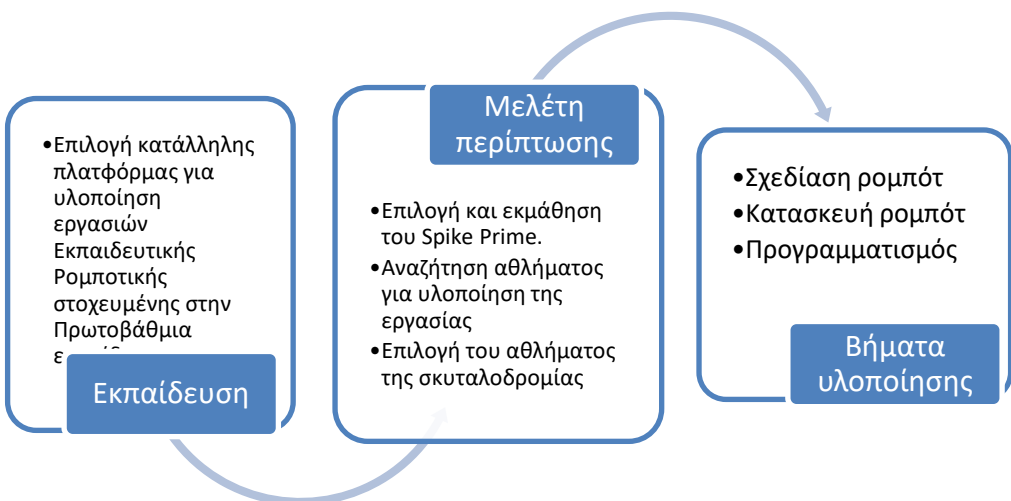 •Επιλογή κατάλληλης
πλατφόρμας για
υλοποίηση
εργασιών
Εκπαιδευτικής
Ρομποτικής
στοχευμένης στην
Πρωτοβάθμια
Εκπαίδευση
Μελέτη
περίπτωσης
•Επιλογή και εκμάθηση
του Spike Prime.
•Αναζήτηση αθλήματος
για υλοποίηση της
εργασίας
•Επιλογή του αθλήματος
της σκυταλοδρομίας
•Σχεδίαση ρομπότ
•Κατασκευή ρομπότ
•Προγραμματισμός
Βήματα
υλοποίησης